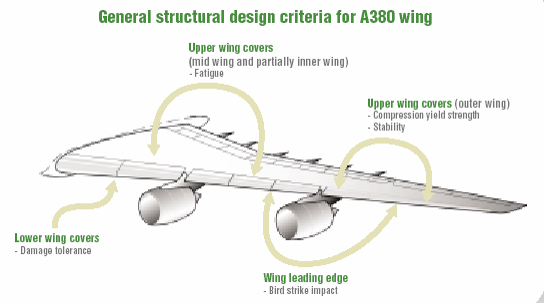 General structural design criteria for A380 wing
Upper wing covers
(mid wing and partially inner wing)
- Fatigue
Upper wing covers (outer wing)
- Compression yield strength
- Stability
Lower wing covers
- Damage tolerance
Wing leading edge
- Bird strike impact